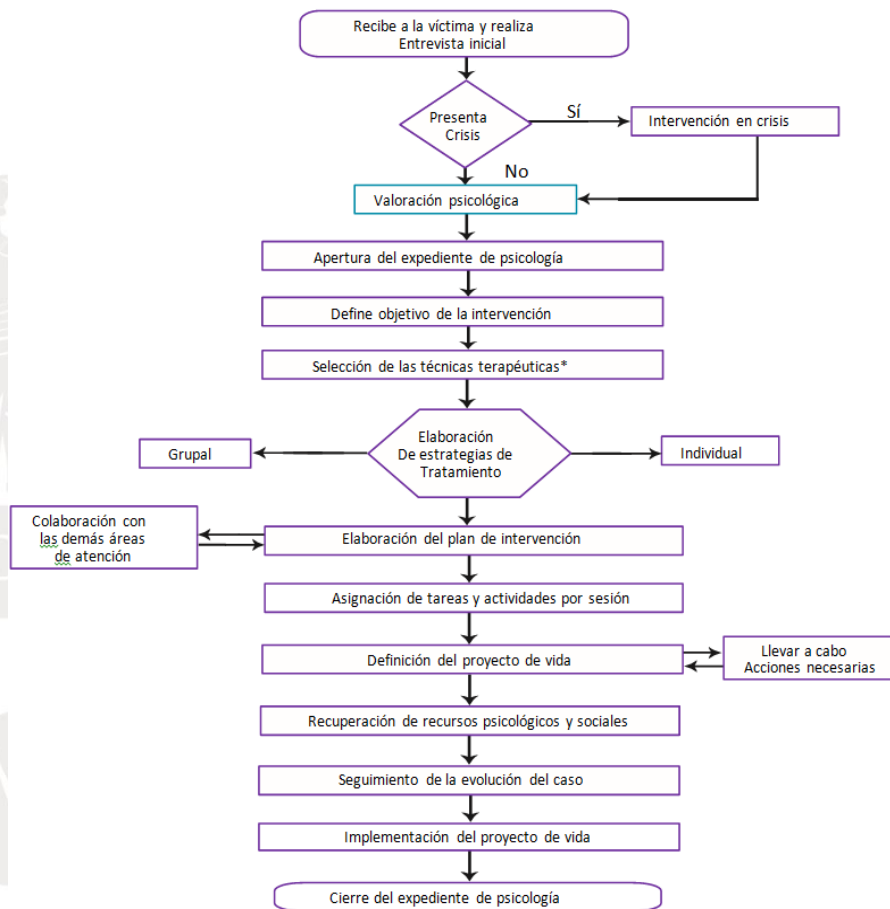 Recibe a la víctima y realiza
Entrevista inicial
Presenta
Crisis
Sí
Intervención en crisis
No
Valoración psicológica
Apertura del expediente de psicología
Define objetivo de la intervención
Selección de las técnicas terapéuticas*
Elaboración
De estrategias de
Tratamiento
Grupal
Individual
Colaboración con
las demás áreas
de atención
Elaboración del plan de intervención
Asignación de tareas y actividades por sesión
Definición del proyecto de vida
Llevar a cabo
Acciones necesarias
Recuperación de recursos psicológicos y sociales
Seguimiento de la evolución del caso
Implementación del proyecto de vida
Cierre del expediente de psicología